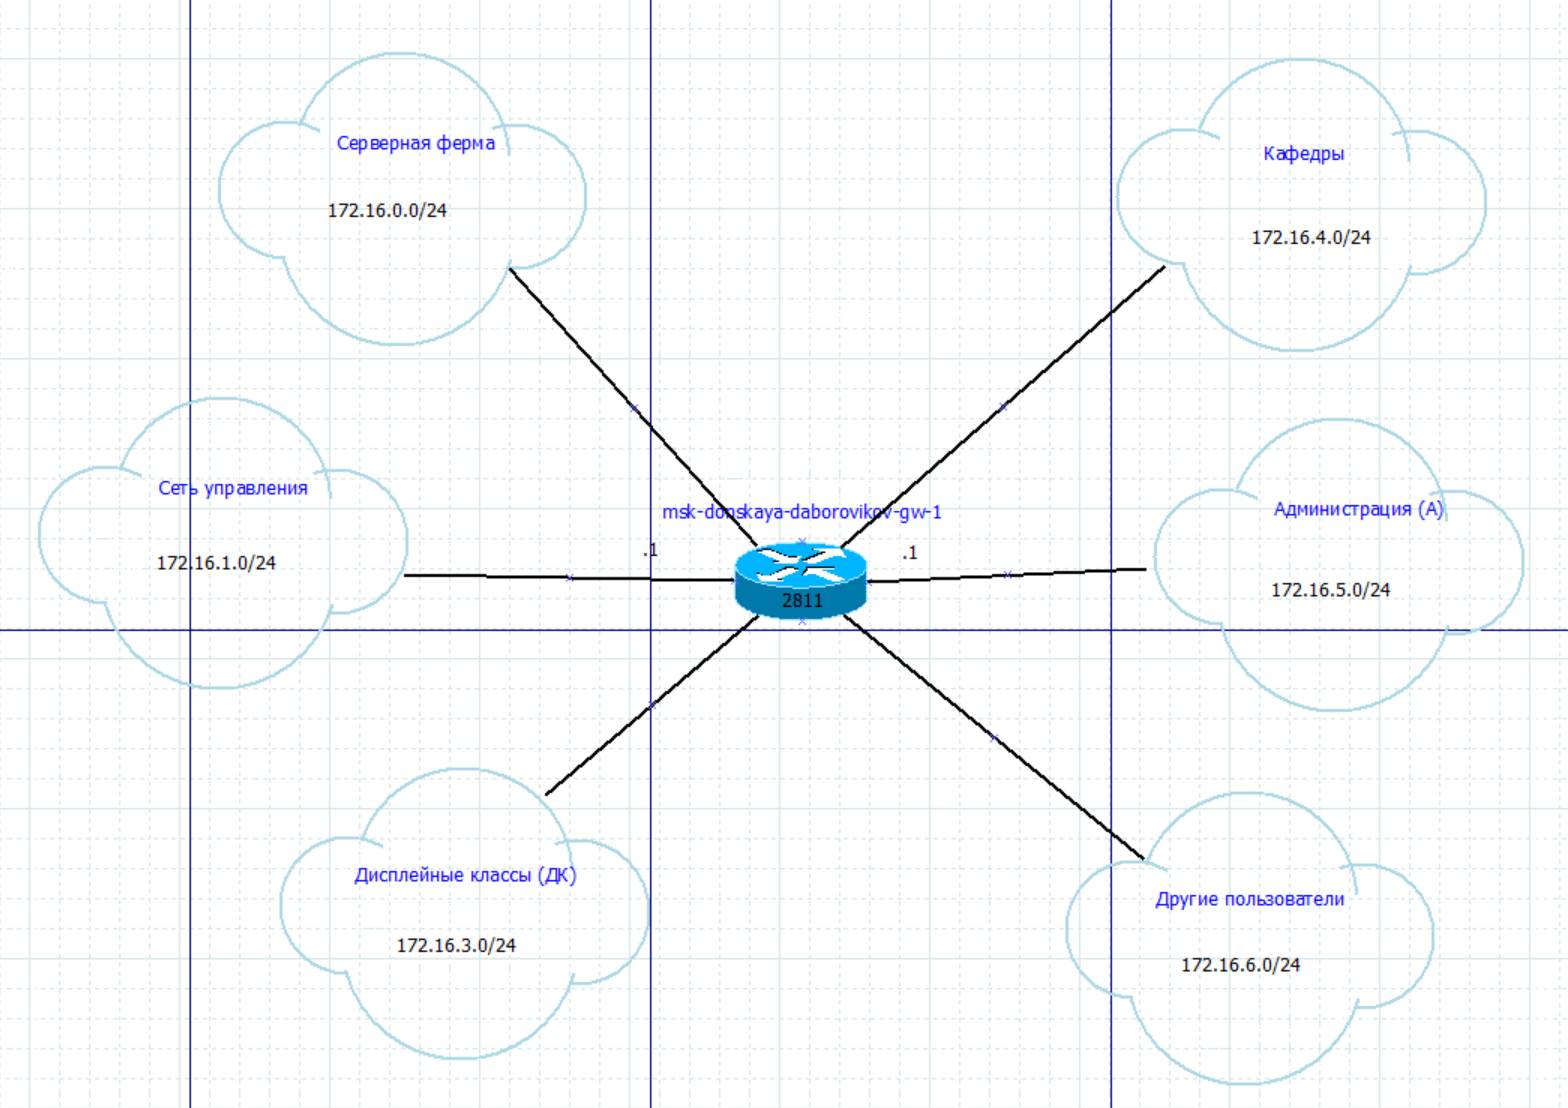 Серверная ферма
172.16.0.0/24
Кафедры
172.16.4.0/24
Сеть управления
172.16.1.0/24
msk-donskaya-daborovikov-gw-1
.1
.1
2811
Администрация (А)
172.16.5.0/24
Дисплейные классы (ДК)
172.16.3.0/24
Другие пользователи
172.16.6.0/24